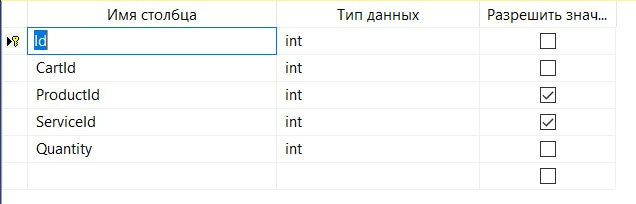 Имя столбца Тип данных Разрешить знач...
Id int
CartId int
ProductId int
ServiceId int
Quantity int